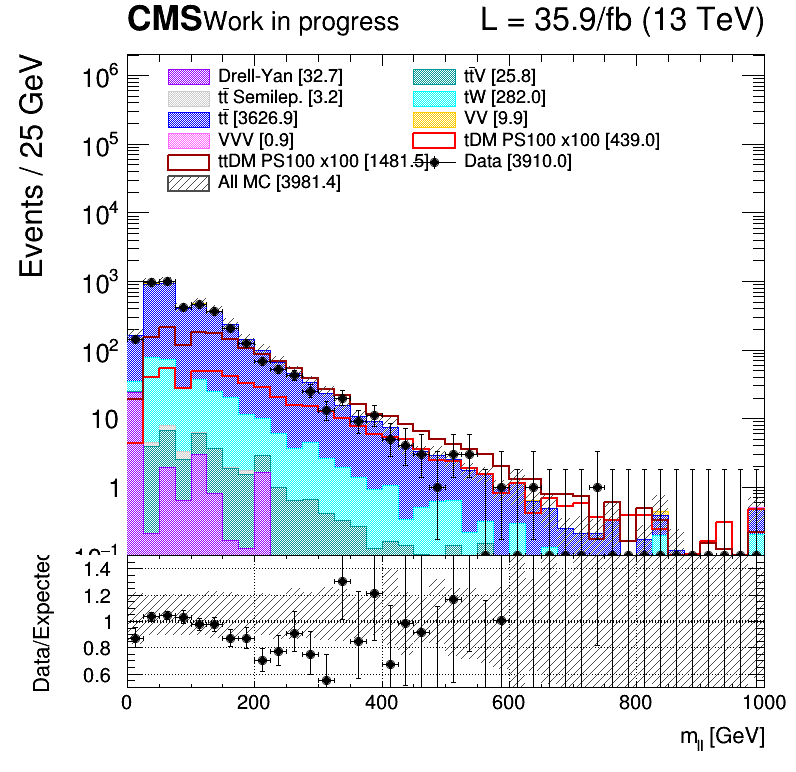 CMS Work in progress L = 35.9/fb (13 TeV)
Events / 25 GeV
10⁶
10⁵
10⁴
10³
10²
10
1
10⁻¹
Drell-Yan [32.7] tt̄V [25.8]
tt̄ Semilep. [3.2] tW [282.0]
tt̄ [3626.9] VV [9.9]
VVV [0.9] tDM PS100 x100 [439.0]
ttDM PS100 x100 [1481.5] Data [3910.0]
All MC [3981.4]
Data/Expected
1.4
1.2
1
0.8
0.6
0 200 400 600 800 1000
m_ll [GeV]